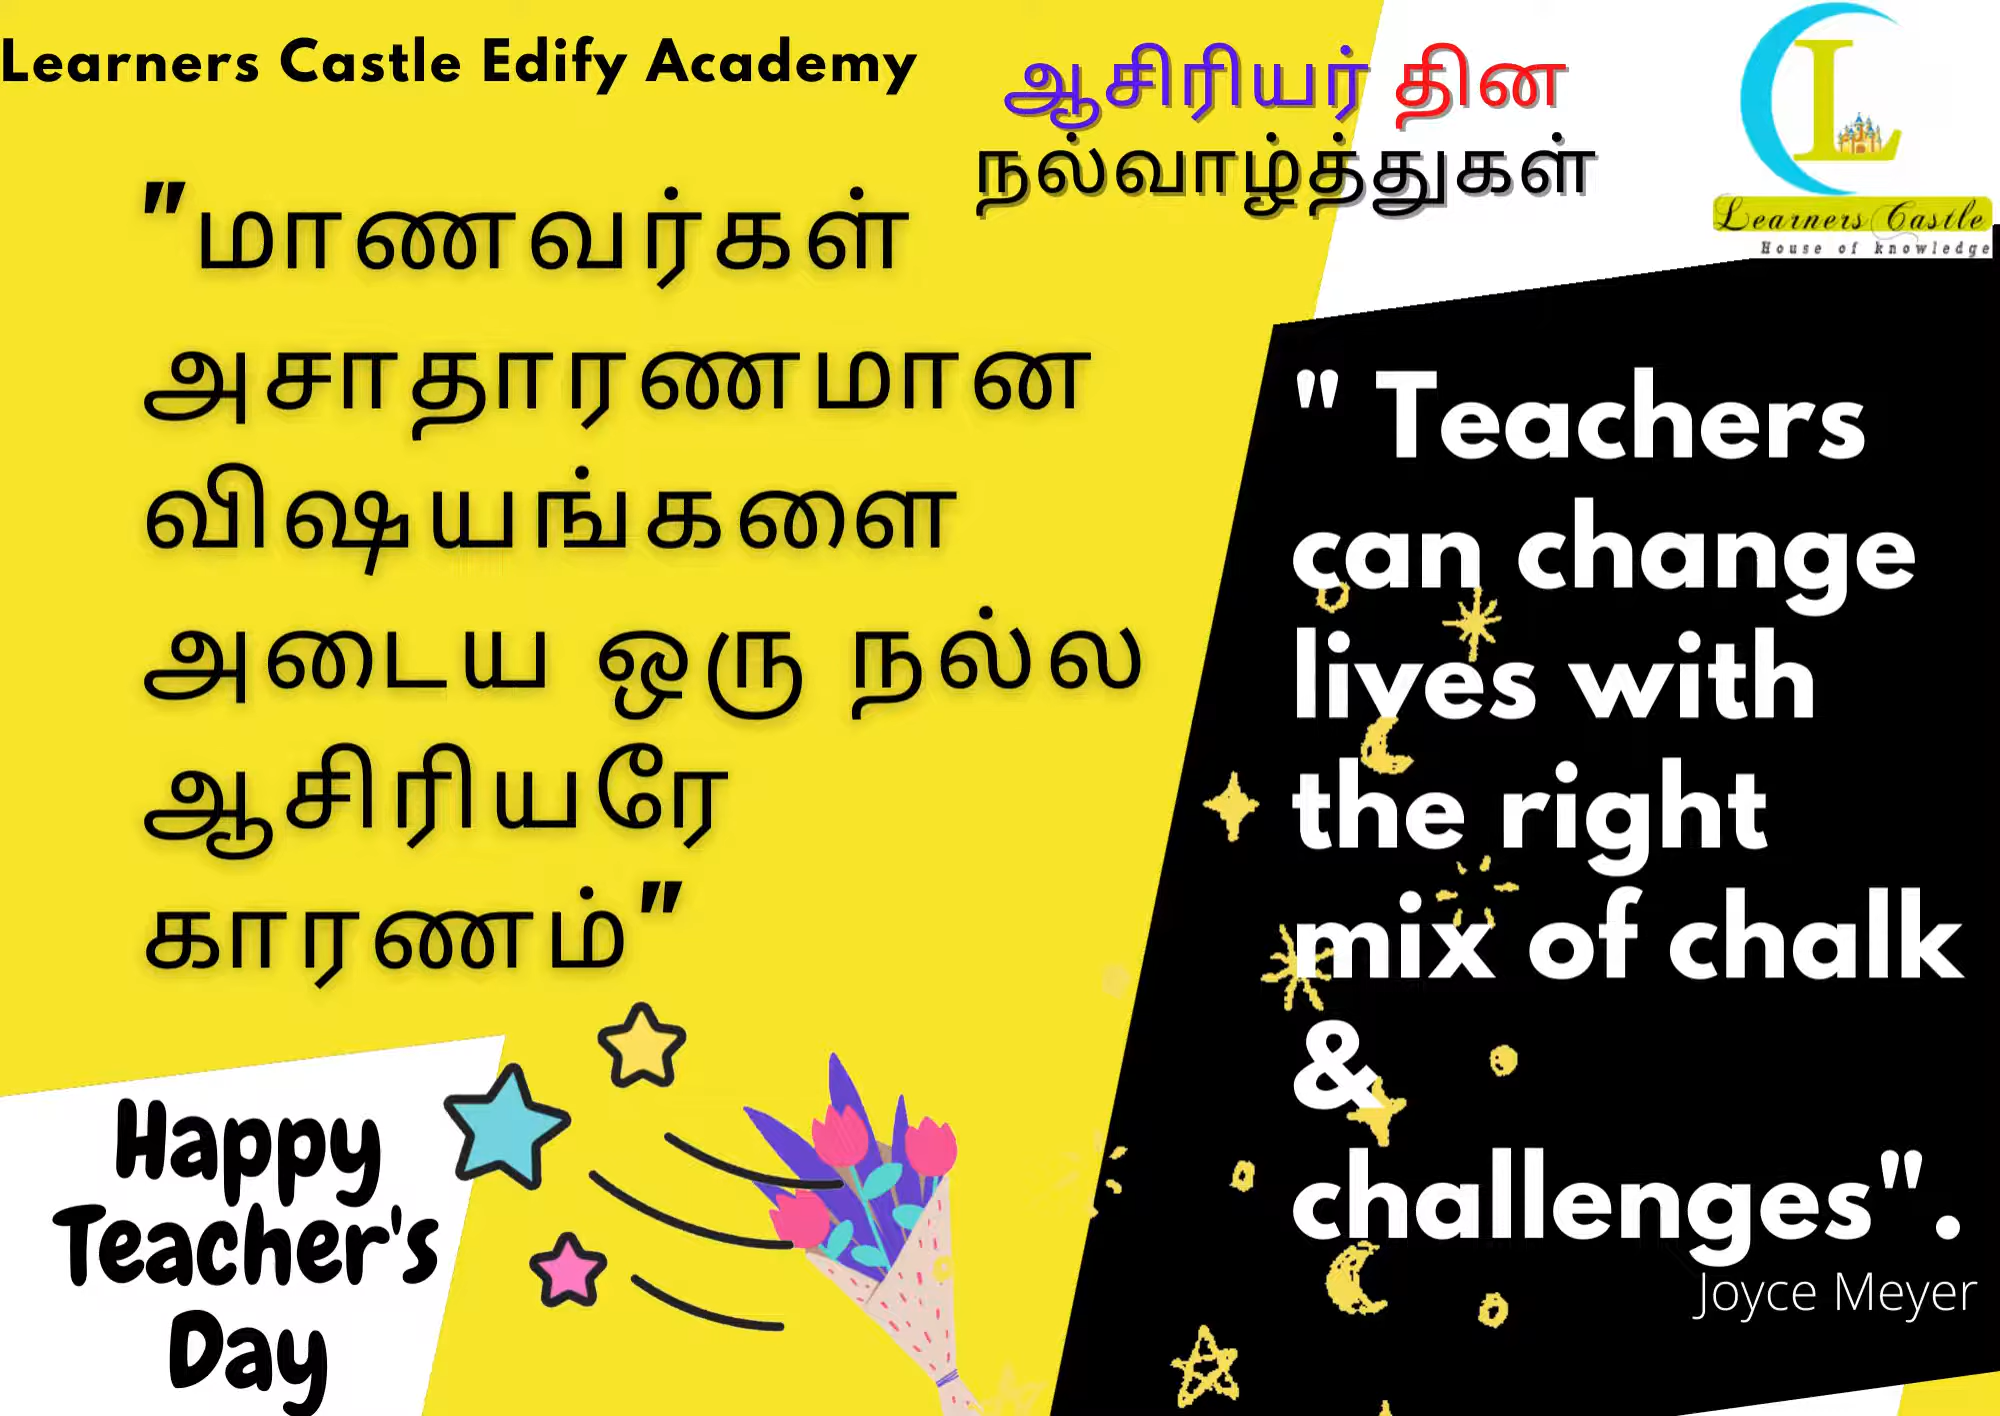 Learners Castle Edify Academy
ஆசிரியர் தின
நல்வாழ்த்துகள்
L
Learners Castle
House of knowledge
"மாணவர்கள்
அசாதாரணமான
விஷயங்களை
அடைய ஒரு நல்ல
ஆசிரியரே
காரணம்"
" Teachers
can change
lives with
the right
mix of chalk
&
challenges".
Joyce Meyer
Happy
Teacher's
Day